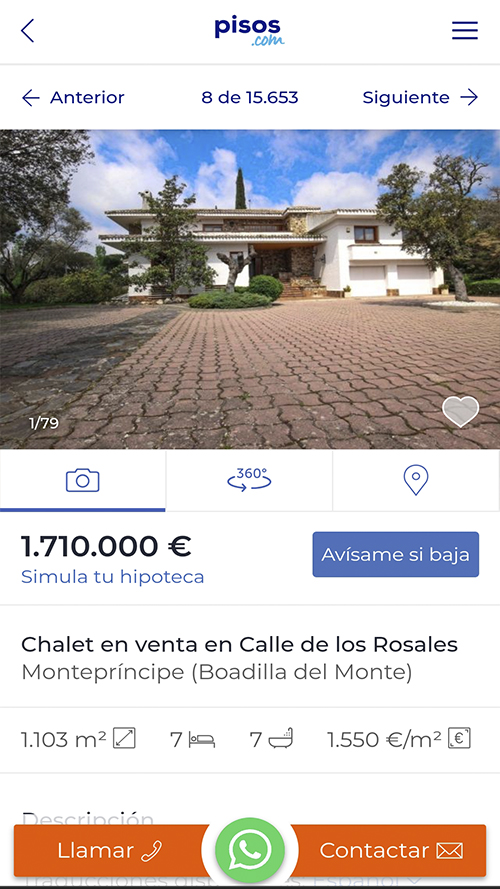 pisos
.com
Anterior
8 de 15.653
Siguiente
1/79
360º
1.710.000 €
Avísame si baja
Simula tu hipoteca
Chalet en venta en Calle de los Rosales
Montepríncipe (Boadilla del Monte)
1.103 m² 7 7 1.550 €/m² €
Descripción
Llamar
Contactar
Español